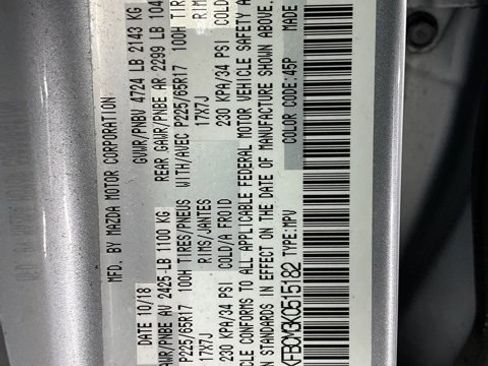 MFD. BY MAZDA MOTOR CORPORATION
GVWR/PNBV 4724 LB 2143 KG
DATE 10/18
GAWR/PNBE AV 2425 LB 1100 KG
REAR GAWR/PNBE AR 2299 LB 104
P225/65R17 100H TIRES/PNEUS WITH/AVEC P225/65R17 100H TIR
17X7J RIMS/JANTES 17X7J RIM
230 KPA/34 PSI COLD/A FROID 230 KPA/34 PSI COLD
CLE CONFORMS TO ALL APPLICABLE FEDERAL MOTOR VEHICLE SAFETY A
N STANDARDS IN EFFECT ON THE DATE OF MANUFACTURE SHOWN ABOVE.
KFBCM3K0515182 TYPE:MPV COLOR CODE:45P MADE